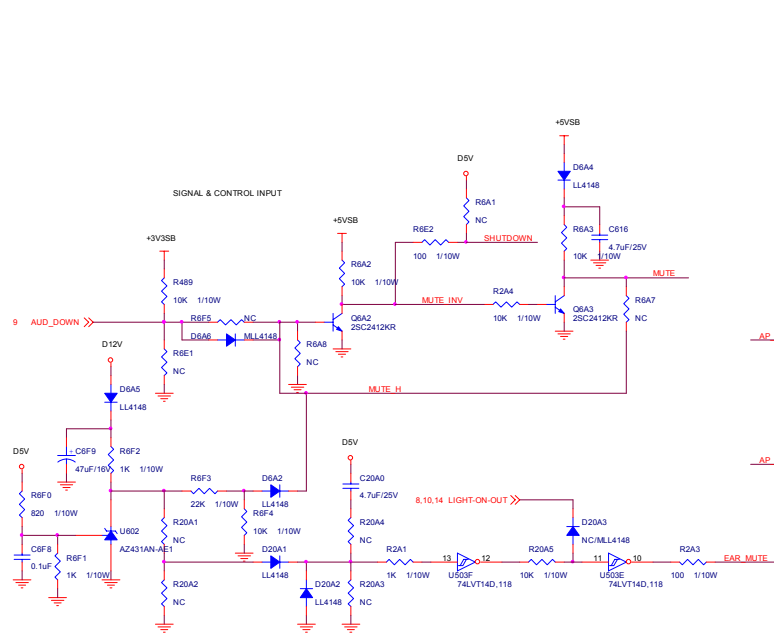 +5VSB
D5V
D6A4
LL4148
SIGNAL & CONTROL INPUT
R6A1
NC
+5VSB
R6E2
100 1/10W
SHUTDOWN
R6A3
10K 1/10W
C616
4.7uF/25V
+3V3SB
R6A2
10K 1/10W
MUTE
R489
10K 1/10W
R2A4
10K 1/10W
MUTE_INV
Q6A3
2SC2412KR
R6A7
NC
9 AUD_DOWN
R6F5
NC
Q6A2
2SC2412KR
D6A6
MLL4148
D12V
R6E1
NC
R6A8
NC
AP
D6A5
LL4148
MUTE_H
D5V
C6F9
47uF/16V
R6F2
1K 1/10W
D5V
AP
R6F0
820 1/10W
R6F3
22K 1/10W
D6A2
LL4148
C20A0
4.7uF/25V
8,10,14 LIGHT-ON-OUT
R6F4
10K 1/10W
U602
AZ431AN-AE1
R20A1
NC
R20A4
NC
D20A3
NC/MLL4148
C6F8
0.1uF
R6F1
1K 1/10W
D20A1
LL4148
R2A1
1K 1/10W
13
12
U503F
74LVT14D,118
R20A5
10K 1/10W
11
10
U503E
74LVT14D,118
R2A3
100 1/10W
EAR_MUTE
R20A2
NC
D20A2
LL4148
R20A3
NC